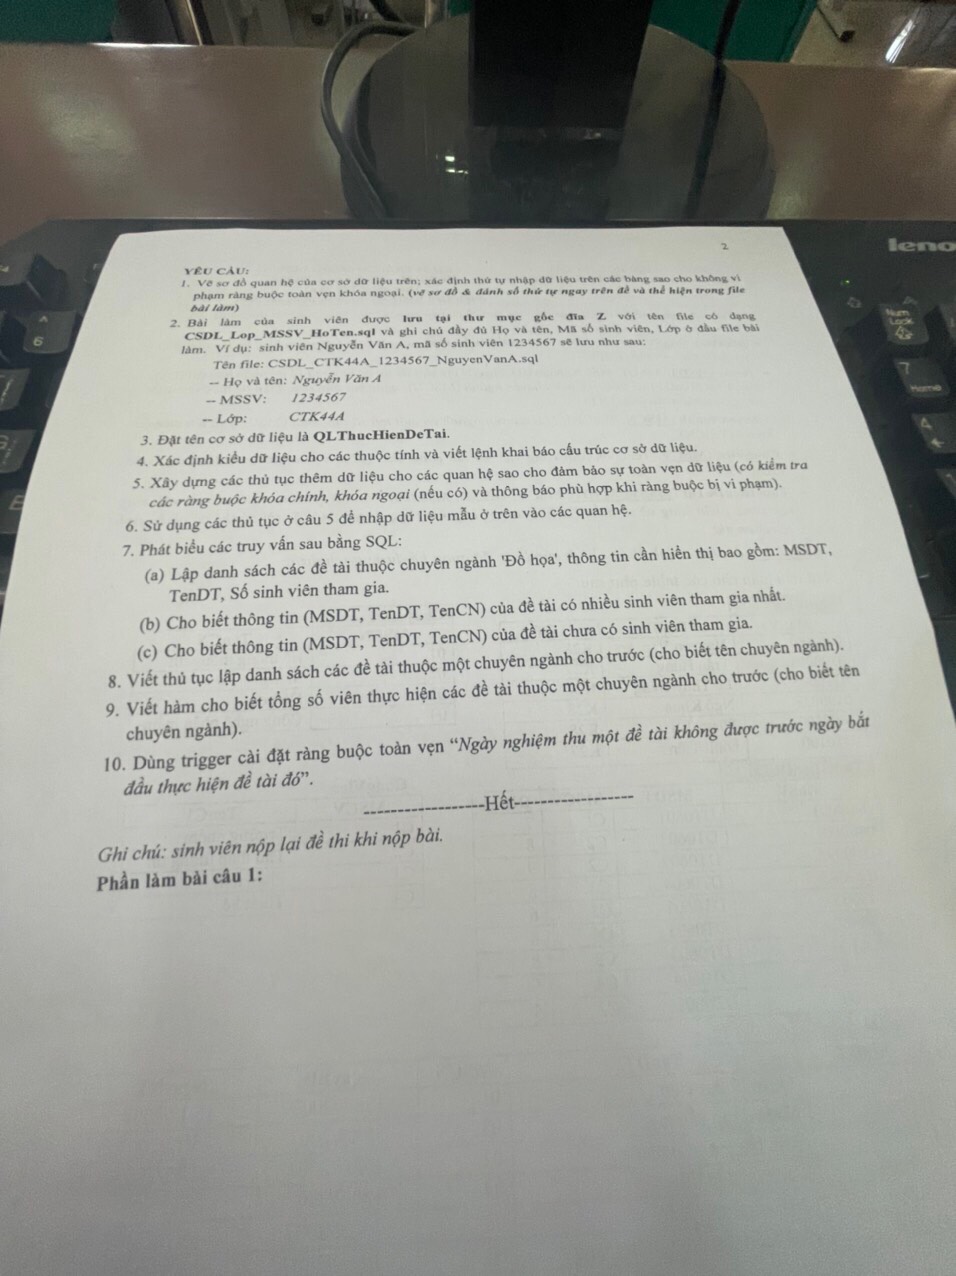 2
YÊU CẦU:
1. Vẽ sơ đồ quan hệ của cơ sở dữ liệu trên; xác định thứ tự nhập dữ liệu trên các bảng sao cho không vi
phạm ràng buộc toàn vẹn khóa ngoại. (vẽ sơ đồ & đánh số thứ tự ngay trên đề và thể hiện trong file
bài làm)
2. Bài làm của sinh viên được lưu tại thư mục gốc đĩa Z với tên file có dạng
CSDL_Lop_MSSV_HoTen.sql và ghi chú đầy đủ Họ và tên, Mã số sinh viên, Lớp ở đầu file bài
làm. Ví dụ: sinh viên Nguyễn Văn A, mã số sinh viên 1234567 sẽ lưu như sau:
Tên file: CSDL_CTK44A_1234567_NguyenVanA.sql
-- Họ và tên: Nguyễn Văn A
-- MSSV: 1234567
-- Lớp: CTK44A
3. Đặt tên cơ sở dữ liệu là QLThucHienDeTai.
4. Xác định kiểu dữ liệu cho các thuộc tính và viết lệnh khai báo cấu trúc cơ sở dữ liệu.
5. Xây dựng các thủ tục thêm dữ liệu cho các quan hệ sao cho đảm bảo sự toàn vẹn dữ liệu (có kiểm tra
các ràng buộc khóa chính, khóa ngoại (nếu có) và thông báo phù hợp khi ràng buộc bị vi phạm).
6. Sử dụng các thủ tục ở câu 5 để nhập dữ liệu mẫu ở trên vào các quan hệ.
7. Phát biểu các truy vấn sau bằng SQL:
(a) Lập danh sách các đề tài thuộc chuyên ngành 'Đồ họa', thông tin cần hiển thị bao gồm: MSDT,
TenDT, Số sinh viên tham gia.
(b) Cho biết thông tin (MSDT, TenDT, TenCN) của đề tài có nhiều sinh viên tham gia nhất.
(c) Cho biết thông tin (MSDT, TenDT, TenCN) của đề tài chưa có sinh viên tham gia.
8. Viết thủ tục lập danh sách các đề tài thuộc một chuyên ngành cho trước (cho biết tên chuyên ngành).
9. Viết hàm cho biết tổng số viên thực hiện các đề tài thuộc một chuyên ngành cho trước (cho biết tên
chuyên ngành).
10. Dùng trigger cài đặt ràng buộc toàn vẹn “Ngày nghiệm thu một đề tài không được trước ngày bắt
đầu thực hiện đề tài đó”.
-------------------Hết-------------------
Ghi chú: sinh viên nộp lại đề thi khi nộp bài.
Phần làm bài câu 1:
leno
Num
Lock
7
Home
4
6